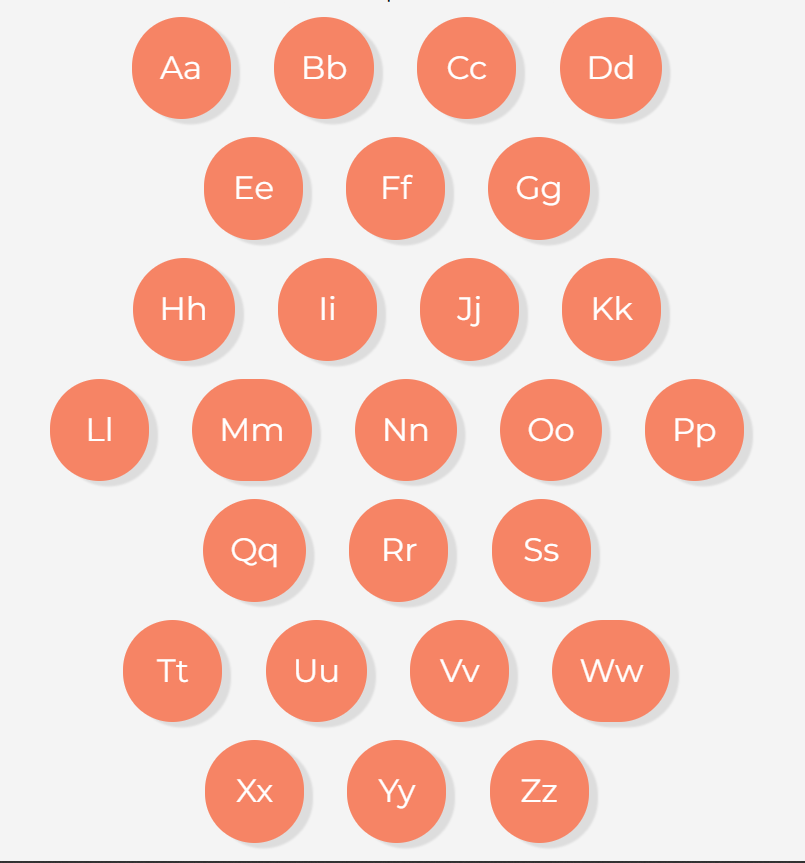 Aa Bb Cc Dd
Ee Ff Gg
Hh Ii Jj Kk
Ll Mm Nn Oo Pp
Qq Rr Ss
Tt Uu Vv Ww
Xx Yy Zz